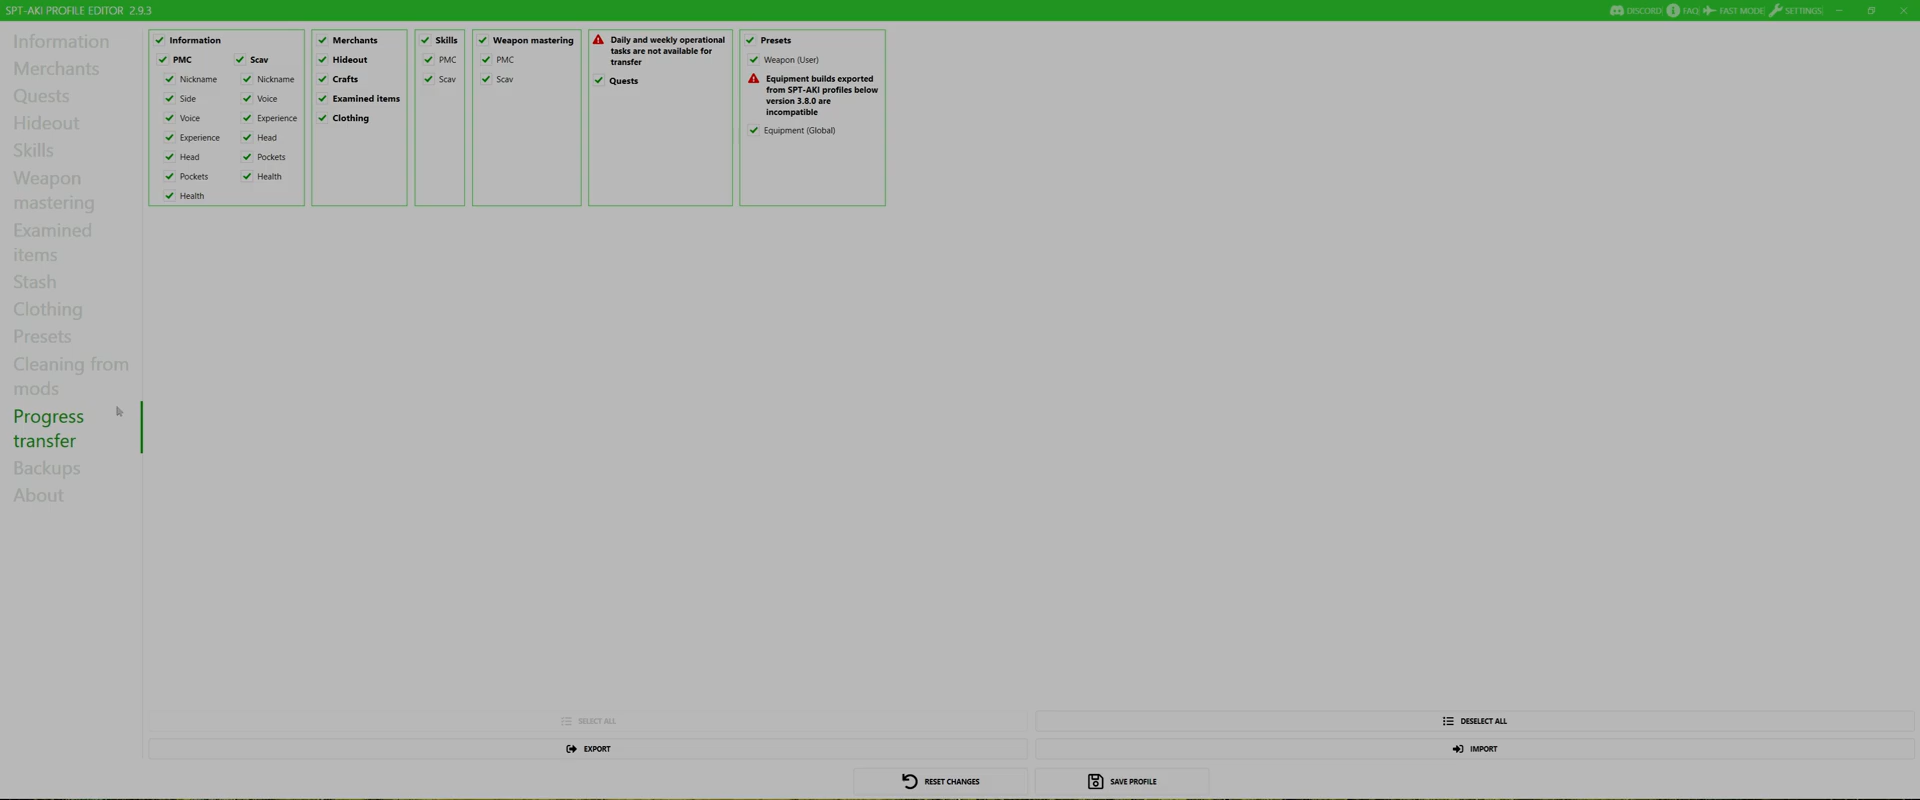 SPT-AKI PROFILE EDITOR 2.9.3
DISCORD FAQ FAST MODE SETTINGS
Information
Merchants
Quests
Hideout
Skills
Weapon
mastering
Examined
items
Stash
Clothing
Presets
Cleaning from
mods
Progress
transfer
Backups
About
Information
PMC
Nickname
Side
Voice
Experience
Head
Pockets
Health
Scav
Nickname
Voice
Experience
Head
Pockets
Health
Merchants
Hideout
Crafts
Examined items
Clothing
Skills
PMC
Scav
Weapon mastering
PMC
Scav
Daily and weekly operational
tasks are not available for
transfer
Quests
Presets
Weapon (User)
Equipment builds exported
from SPT-AKI profiles below
version 3.8.0 are
incompatible
Equipment (Global)
SELECT ALL
DESELECT ALL
EXPORT
IMPORT
RESET CHANGES
SAVE PROFILE